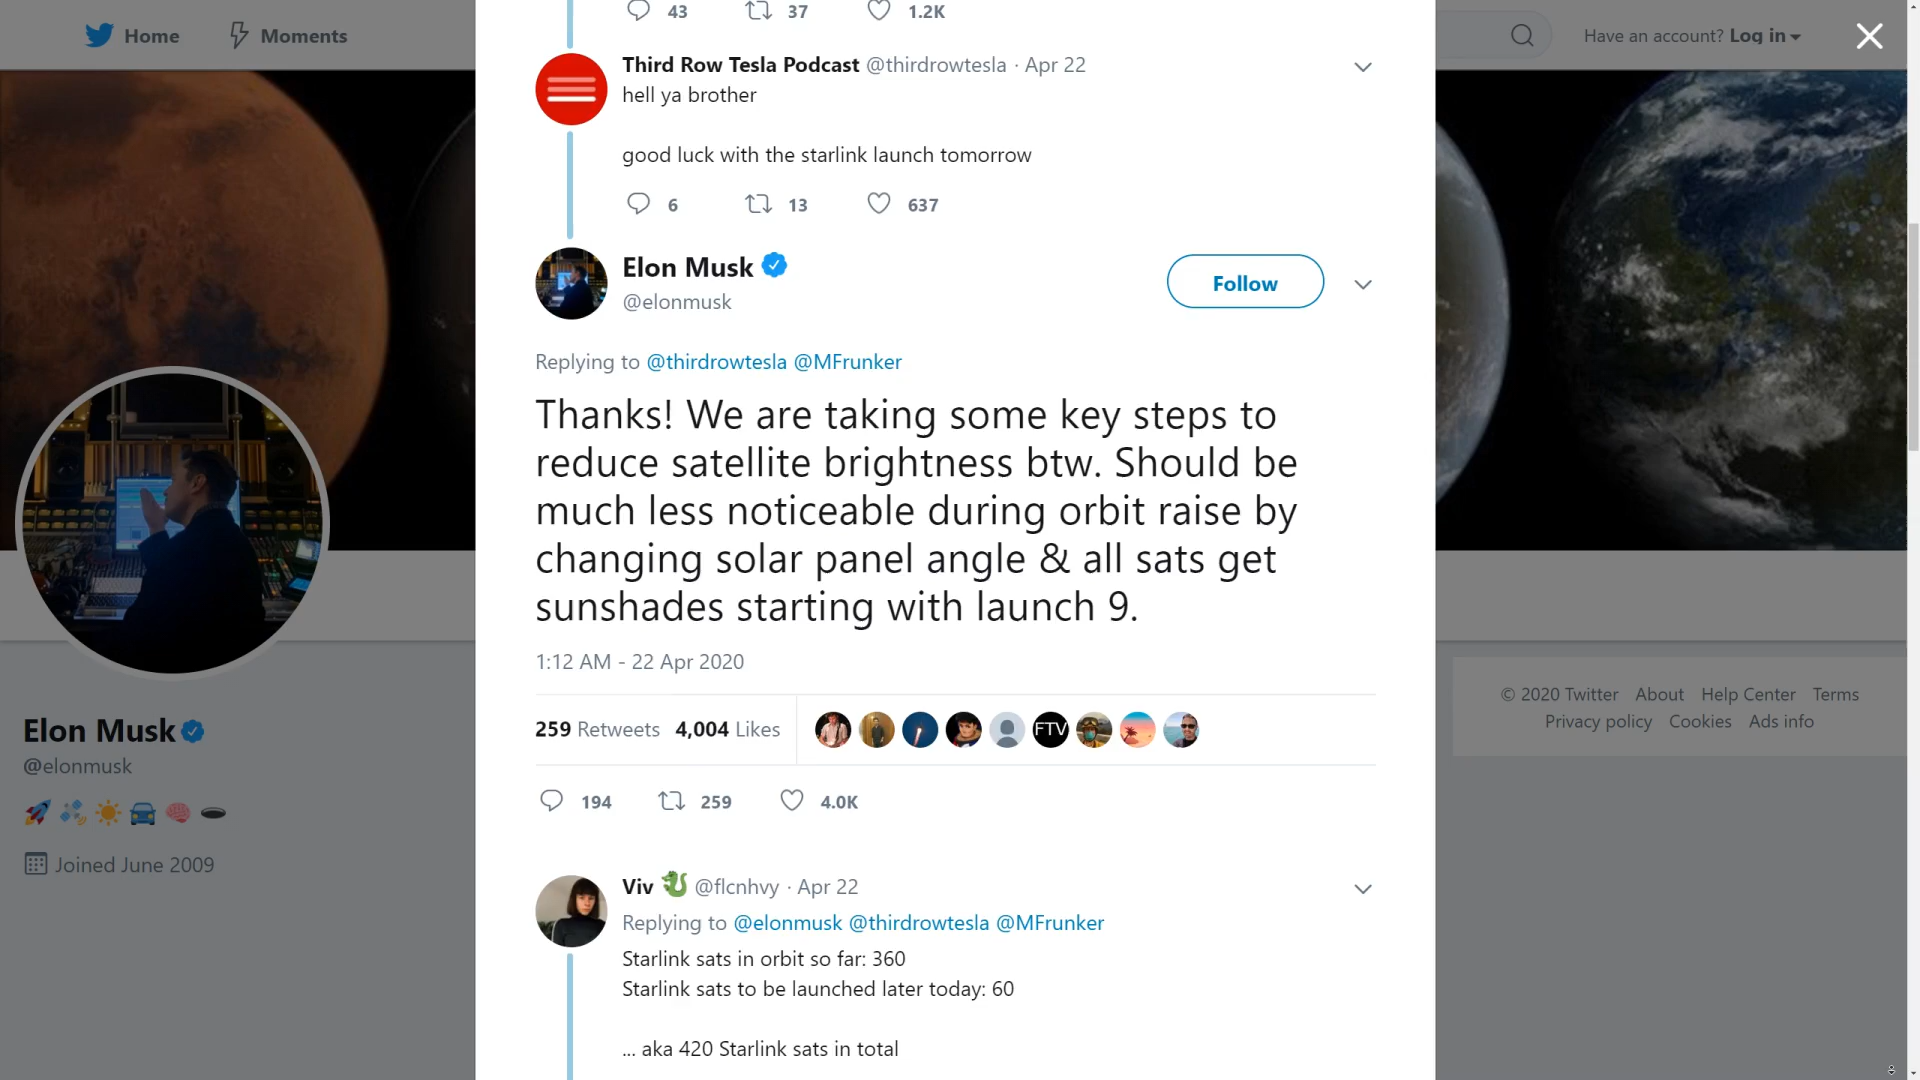 Home
Moments
Have an account? Log in
43 37 1.2K
Third Row Tesla Podcast @thirdrowtesla · Apr 22
hell ya brother
good luck with the starlink launch tomorrow
6 13 637
Elon Musk
@elonmusk
Follow
Replying to @thirdrowtesla @MFrunker
Thanks! We are taking some key steps to
reduce satellite brightness btw. Should be
much less noticeable during orbit raise by
changing solar panel angle & all sats get
sunshades starting with launch 9.
1:12 AM - 22 Apr 2020
259 Retweets 4,004 Likes
FTV
194 259 4.0K
Viv @flcnhvy · Apr 22
Replying to @elonmusk @thirdrowtesla @MFrunker
Starlink sats in orbit so far: 360
Starlink sats to be launched later today: 60
... aka 420 Starlink sats in total
Elon Musk
@elonmusk
Joined June 2009
© 2020 Twitter About Help Center Terms
Privacy policy Cookies Ads info